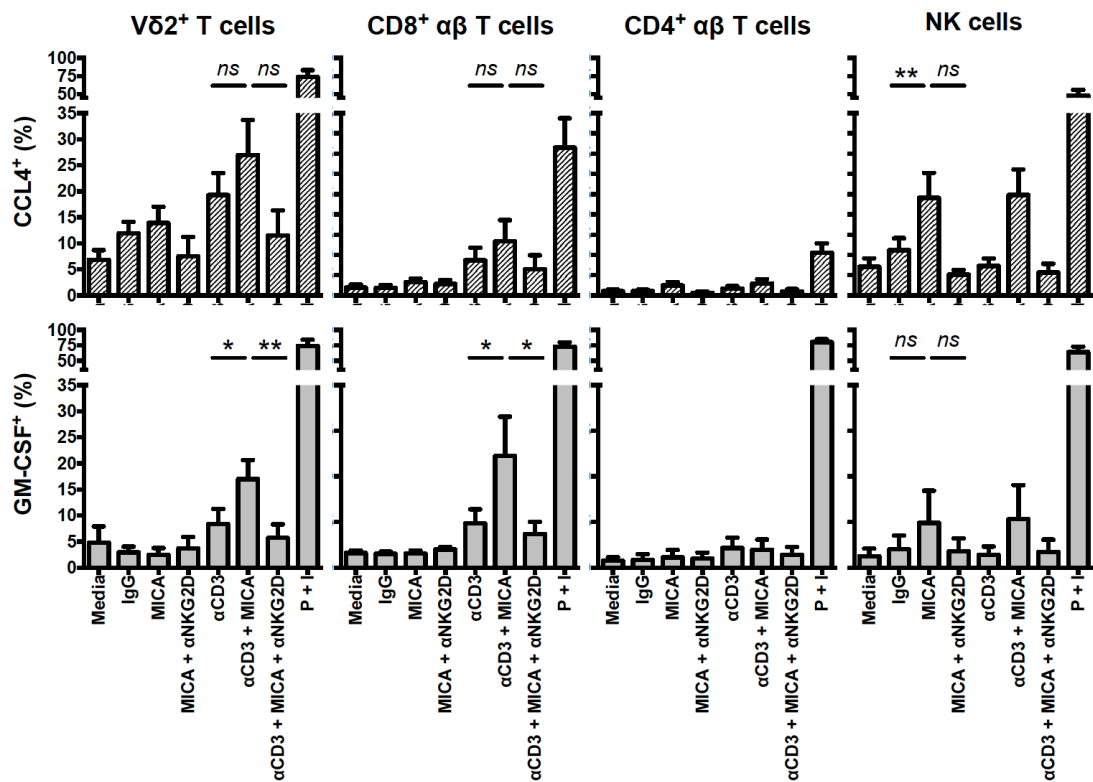 Vδ2+ T cells
CD8+ αβ T cells
CD4+ αβ T cells
NK cells
CCL4+ (%)
100
75
50
35
30
25
20
15
10
5
0
ns ns
ns ns
** ns
GM-CSF+ (%)
100
75
50
35
30
25
20
15
10
5
0
* **
* *
ns ns
Media
IgG
MICA
MICA + αNKG2D
αCD3
αCD3 + MICA
αCD3 + MICA + αNKG2D
P + I
Media
IgG
MICA
MICA + αNKG2D
αCD3
αCD3 + MICA
αCD3 + MICA + αNKG2D
P + I
Media
IgG
MICA
MICA + αNKG2D
αCD3
αCD3 + MICA
αCD3 + MICA + αNKG2D
P + I
Media
IgG
MICA
MICA + αNKG2D
αCD3
αCD3 + MICA
αCD3 + MICA + αNKG2D
P + I